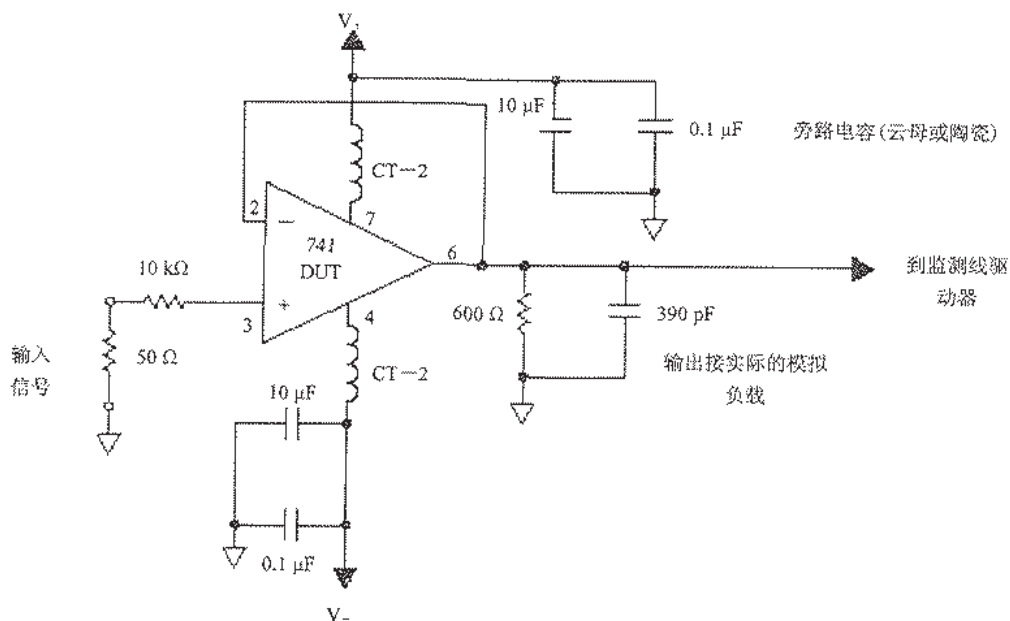 V+
10 μF
0.1 μF
旁路电容(云母或陶瓷)
CT-2
2
7
741
DUT
6
10 kΩ
3
4
到监测线驱
动器
600 Ω
390 pF
输入
信号
50 Ω
CT-2
输出接实际的模拟
负载
10 μF
0.1 μF
V-